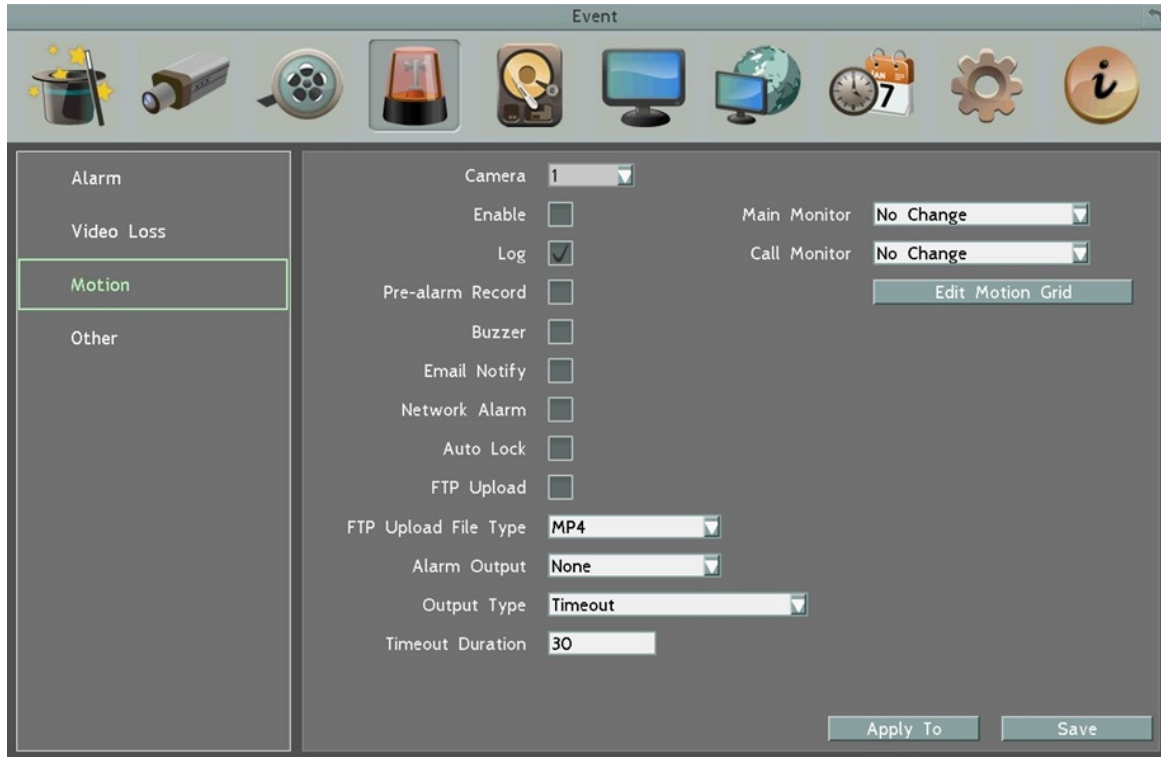 Event
JAN
7
i
Alarm
Video Loss
Motion
Other
Camera 1
Enable
Main Monitor No Change
Log
Call Monitor No Change
Pre-alarm Record
Edit Motion Grid
Buzzer
Email Notify
Network Alarm
Auto Lock
FTP Upload
FTP Upload File Type MP4
Alarm Output None
Output Type Timeout
Timeout Duration 30
Apply To
Save